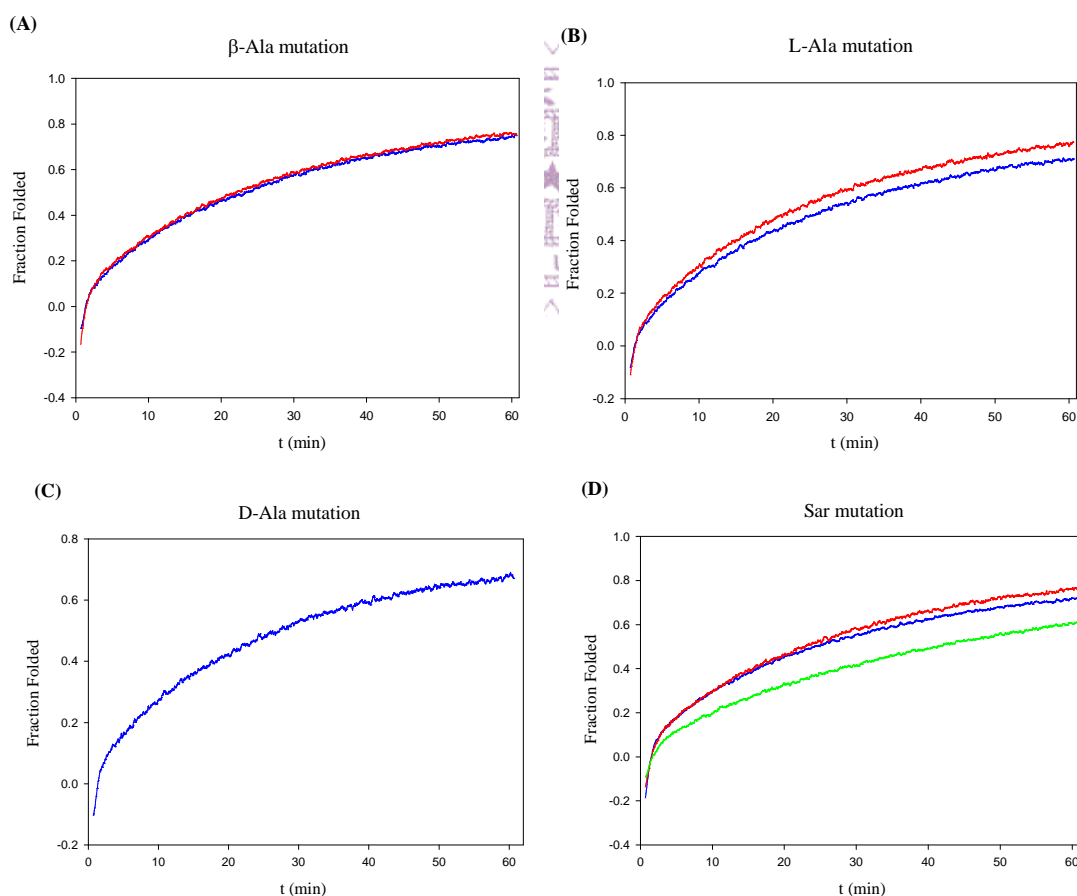 (A)
β-Ala mutation
1.0
0.8
0.6
0.4
0.2
0.0
-0.2
-0.4
Fraction Folded
0 10 20 30 40 50 60
t (min)
(B)
L-Ala mutation
1.0
0.8
0.6
0.4
0.2
0.0
-0.2
Fraction Folded
0 10 20 30 40 50 60
t (min)
(C)
D-Ala mutation
0.8
0.6
0.4
0.2
0.0
-0.2
Fraction Folded
0 10 20 30 40 50 60
t (min)
(D)
Sar mutation
1.0
0.8
0.6
0.4
0.2
0.0
-0.2
-0.4
Fraction Folded
0 10 20 30 40 50 60
t (min)